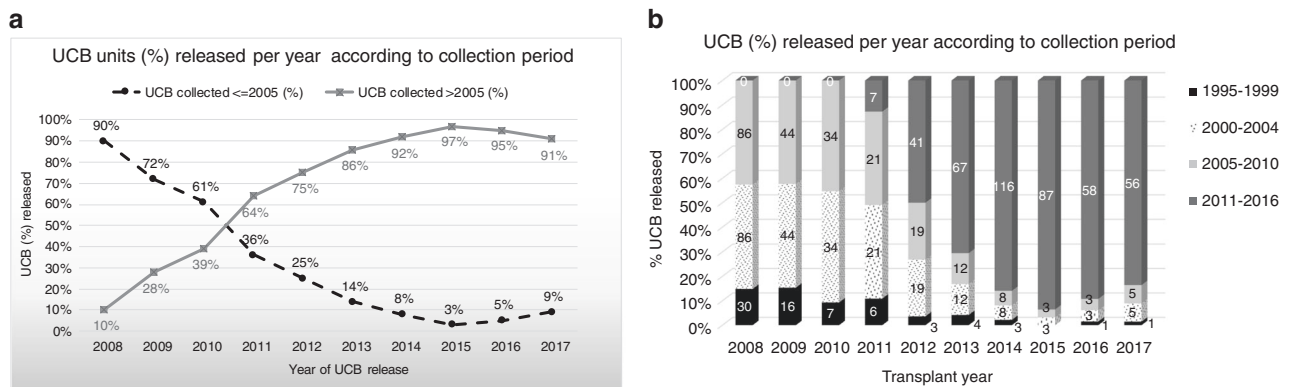 a
UCB units (%) released per year according to collection period
UCB collected <=2005 (%)
UCB collected >2005 (%)
UCB (%) released
100%
90%
80%
70%
60%
50%
40%
30%
20%
10%
0%
90%
72%
61%
36%
25%
14%
8%
3%
5%
9%
10%
28%
39%
64%
75%
86%
92%
97%
95%
91%
2008 2009 2010 2011 2012 2013 2014 2015 2016 2017
Year of UCB release
b
UCB (%) released per year according to collection period
% UCB released
100%
90%
80%
70%
60%
50%
40%
30%
20%
10%
0%
0 0 0 7 41 67 116 87 58 56
86 44 34 21 19 12 8 3 3 5
86 44 34 21 19 12 8 3 3 5
30 16 7 6 3 4 3 1 1
2008 2009 2010 2011 2012 2013 2014 2015 2016 2017
Transplant year
1995-1999
2000-2004
2005-2010
2011-2016